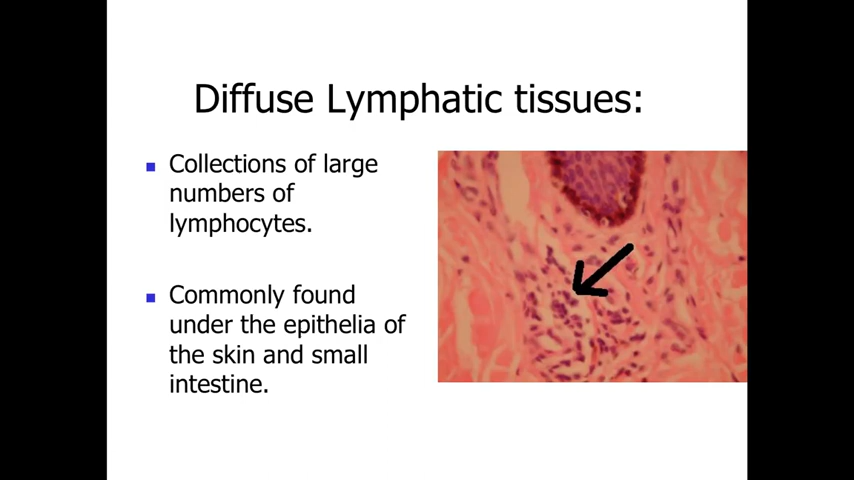 Diffuse Lymphatic tissues:
Collections of large
numbers of
lymphocytes.
Commonly found
under the epithelia of
the skin and small
intestine.